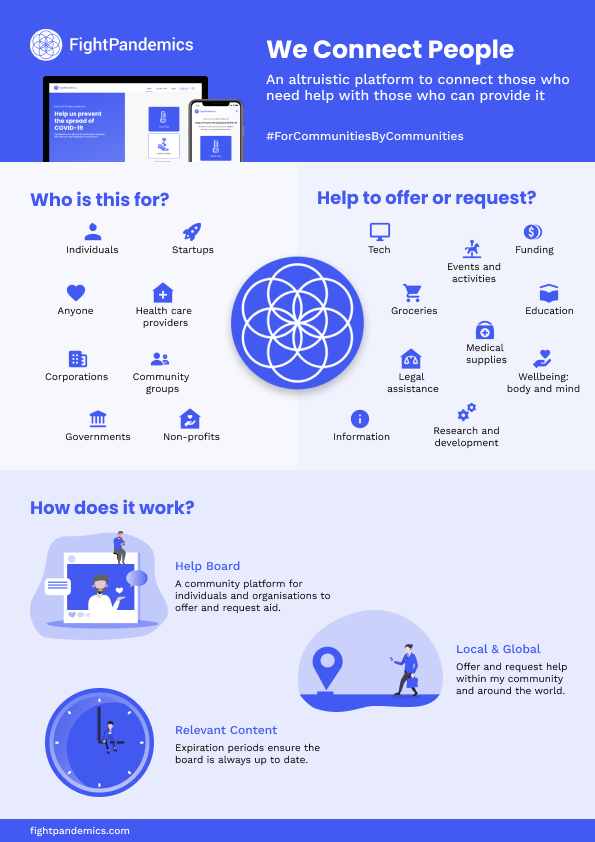 FightPandemics
We Connect People
An altruistic platform to connect those who
need help with those who can provide it
#ForCommunitiesByCommunities
FightPandemics
Help us prevent
the spread of
COVID-19
Who is this for?
Individuals
Startups
Anyone
Health care
providers
Corporations
Community
groups
Governments
Non-profits
Help to offer or request?
Tech
Events and
activities
Funding
Groceries
Education
Medical
supplies
Legal
assistance
Wellbeing:
body and mind
Information
Research and
development
How does it work?
Help Board
A community platform for
individuals and organisations to
offer and request aid.
Local & Global
Offer and request help
within my community
and around the world.
Relevant Content
Expiration periods ensure the
board is always up to date.
fightpandemics.com